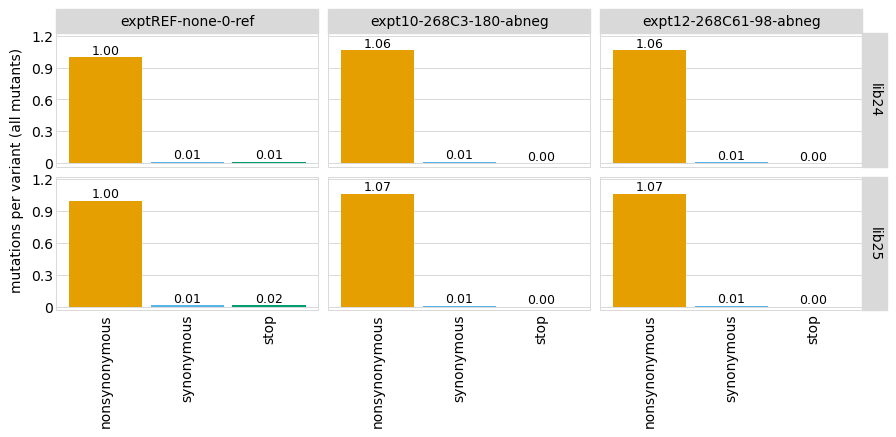 exptREF-none-0-ref
expt10-268C3-180-abneg
expt12-268C61-98-abneg
mutations per variant (all mutants)
1.2
0.9
0.6
0.3
0
1.00
0.01
0.01
1.06
0.01
0.00
1.06
0.01
0.00
lib24
1.2
0.9
0.6
0.3
0
1.00
0.01
0.02
1.07
0.01
0.00
1.07
0.01
0.00
lib25
nonsynonymous
synonymous
stop
nonsynonymous
synonymous
stop
nonsynonymous
synonymous
stop